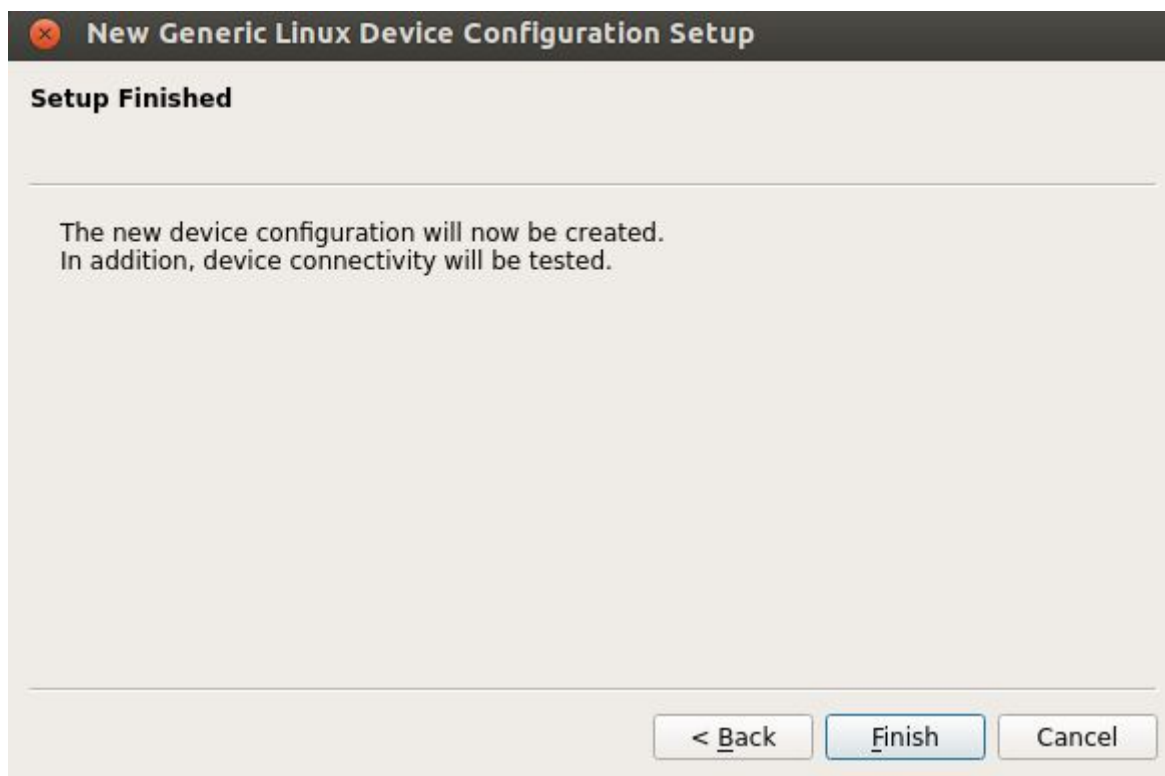 New Generic Linux Device Configuration Setup
Setup Finished
The new device configuration will now be created.
In addition, device connectivity will be tested.
< Back
Finish
Cancel